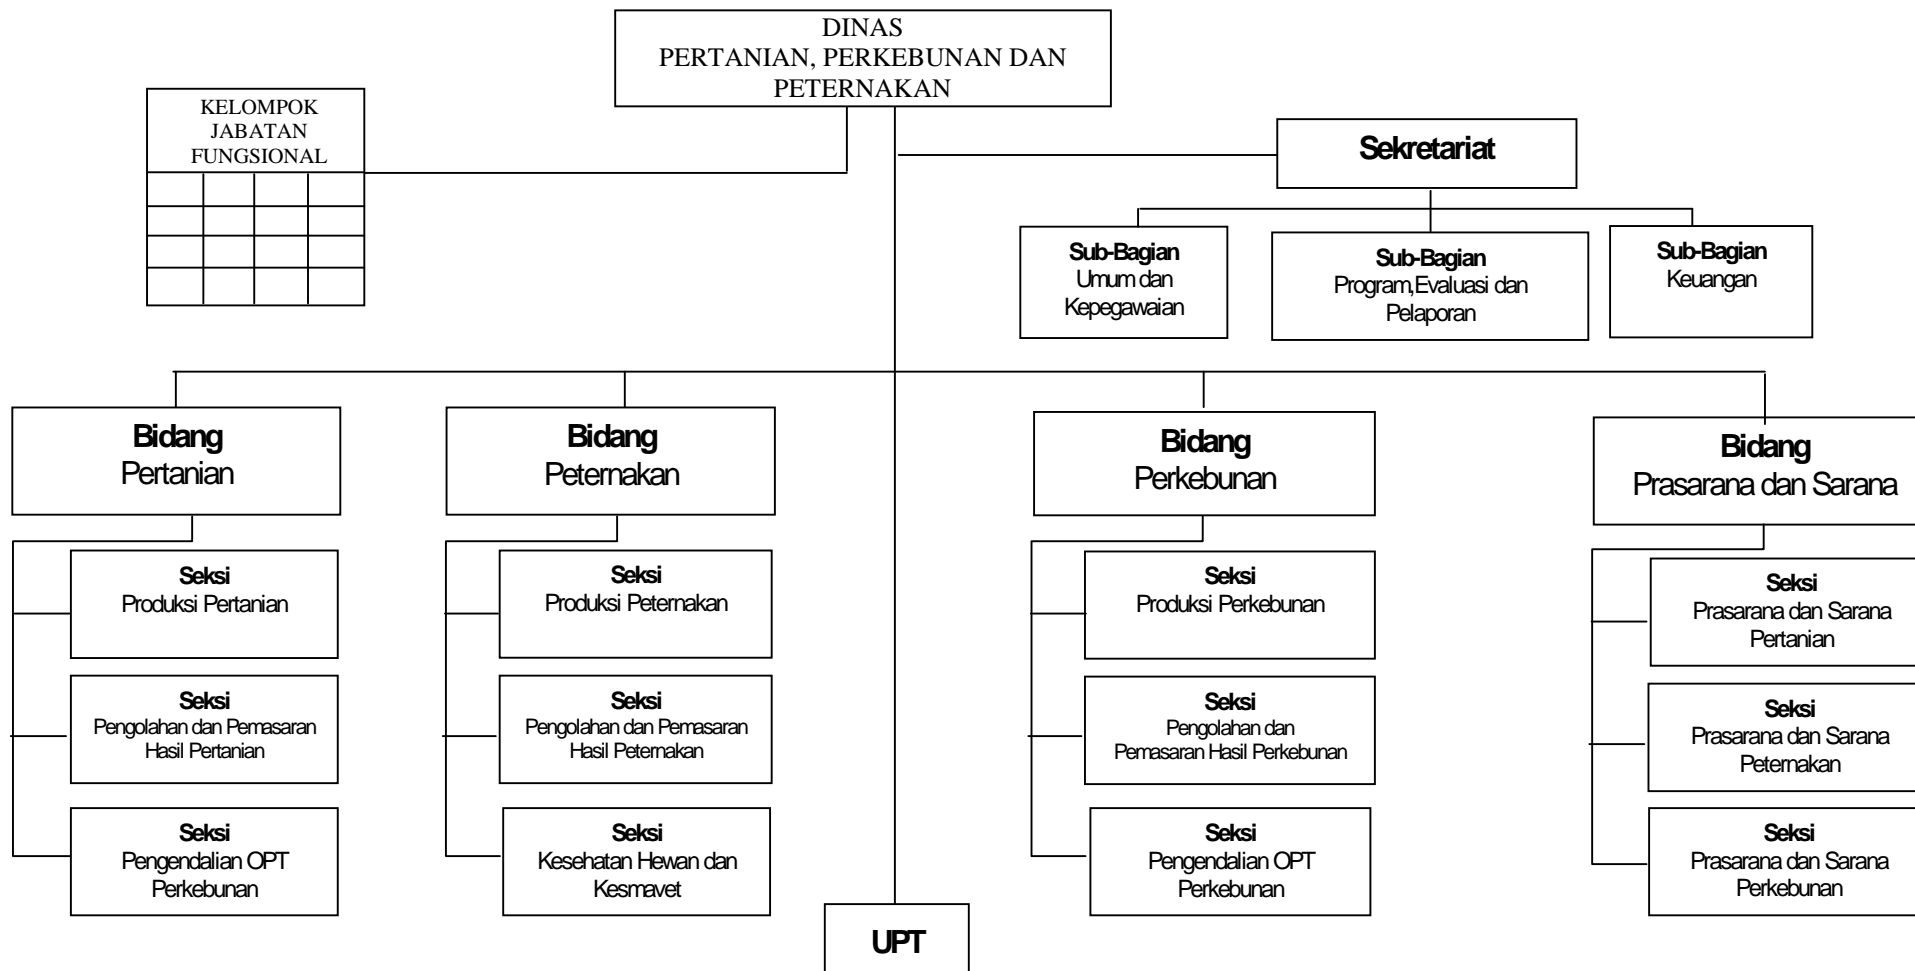 DINAS
PERTANIAN, PERKEBUNAN DAN
PETERNAKAN
KELOMPOK
JABATAN
FUNGSIONAL
Sekretariat
Sub-Bagian
Umum dan
Kepegawaian
Sub-Bagian
Program,Evaluasi dan
Pelaporan
Sub-Bagian
Keuangan
Bidang
Pertanian
Bidang
Peternakan
Bidang
Perkebunan
Bidang
Prasarana dan Sarana
Seksi
Produksi Pertanian
Seksi
Pengolahan dan Pemasaran
Hasil Pertanian
Seksi
Pengendalian OPT
Perkebunan
Seksi
Produksi Peternakan
Seksi
Pengolahan dan Pemasaran
Hasil Peternakan
Seksi
Kesehatan Hewan dan
Kesmavet
Seksi
Produksi Perkebunan
Seksi
Pengolahan dan
Pemasaran Hasil Perkebunan
Seksi
Pengendalian OPT
Perkebunan
Seksi
Prasarana dan Sarana
Pertanian
Seksi
Prasarana dan Sarana
Peternakan
Seksi
Prasarana dan Sarana
Perkebunan
UPT